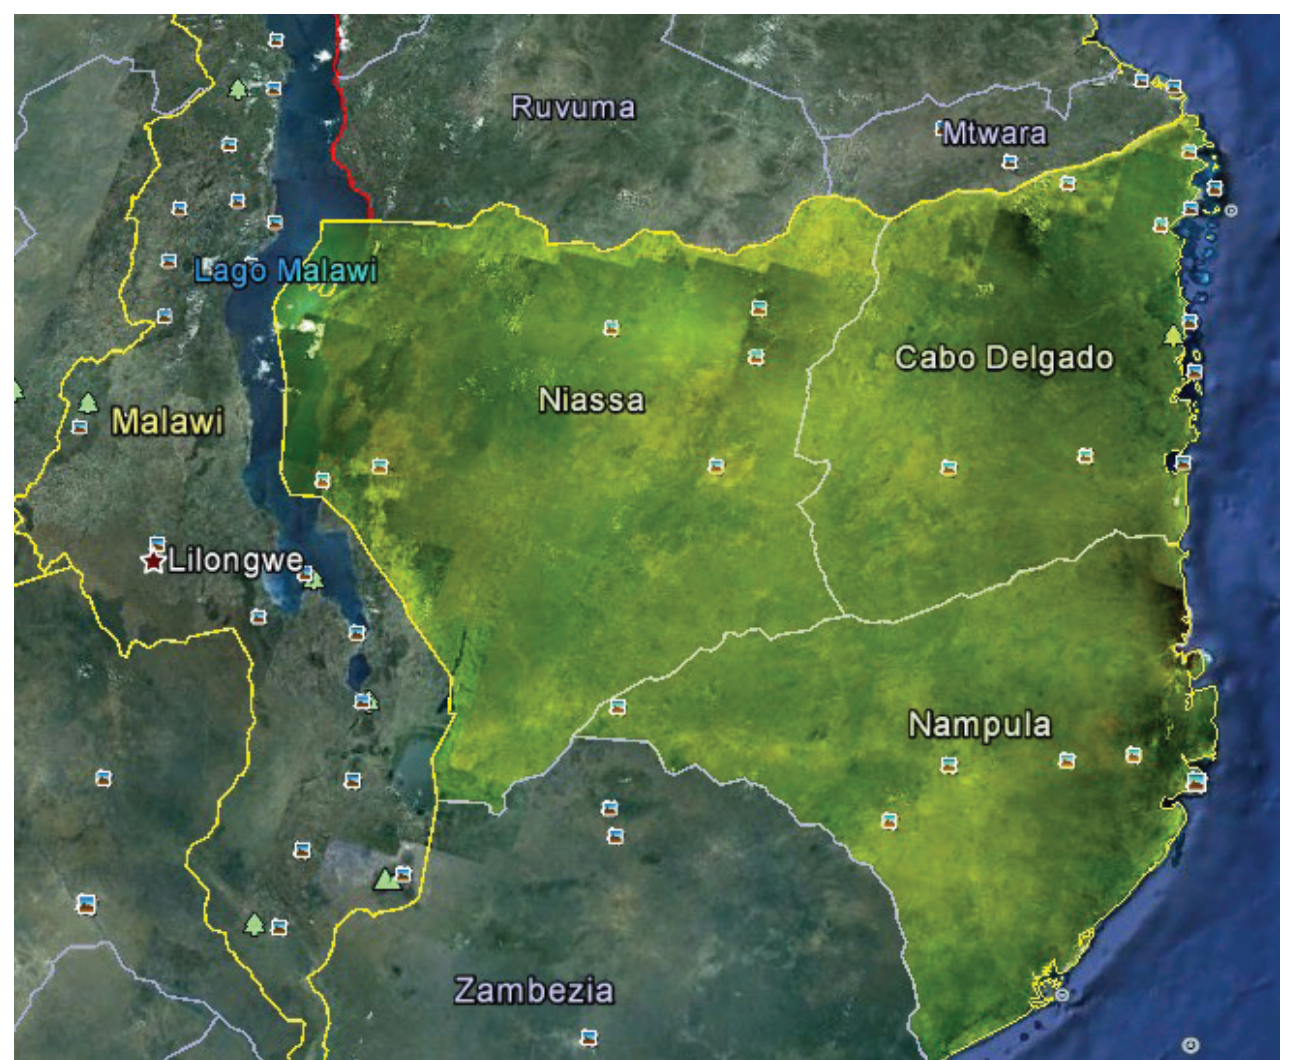 Ruvuma
Mtwara
Lago Malawi
Cabo Delgado
Niassa
Malawi
Lilongwe
Nampula
Zambezia